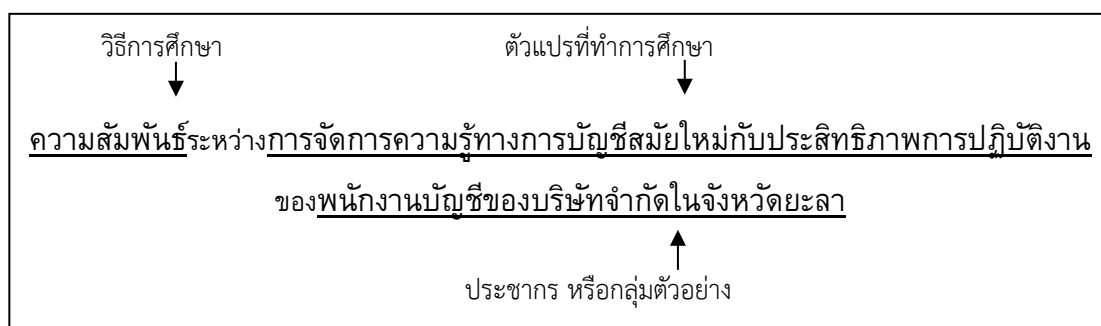 วิธีการศึกษา ตัวแปรที่ทำการศึกษา
ความสัมพันธ์ระหว่างการจัดการความรู้ทางการบัญชีสมัยใหม่กับประสิทธิภาพการปฏิบัติงาน
ของพนักงานบัญชีของบริษัทจำกัดในจังหวัดยะลา
ประชากร หรือกลุ่มตัวอย่าง